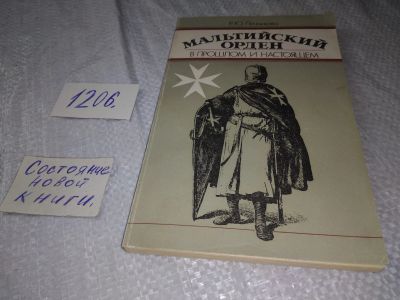 МАЛЬТИЙСКИЙ
ОРДЕН
В ПРОШЛОМ И НАСТОЯЩЕМ
1206.
Состояние
новой
книги.